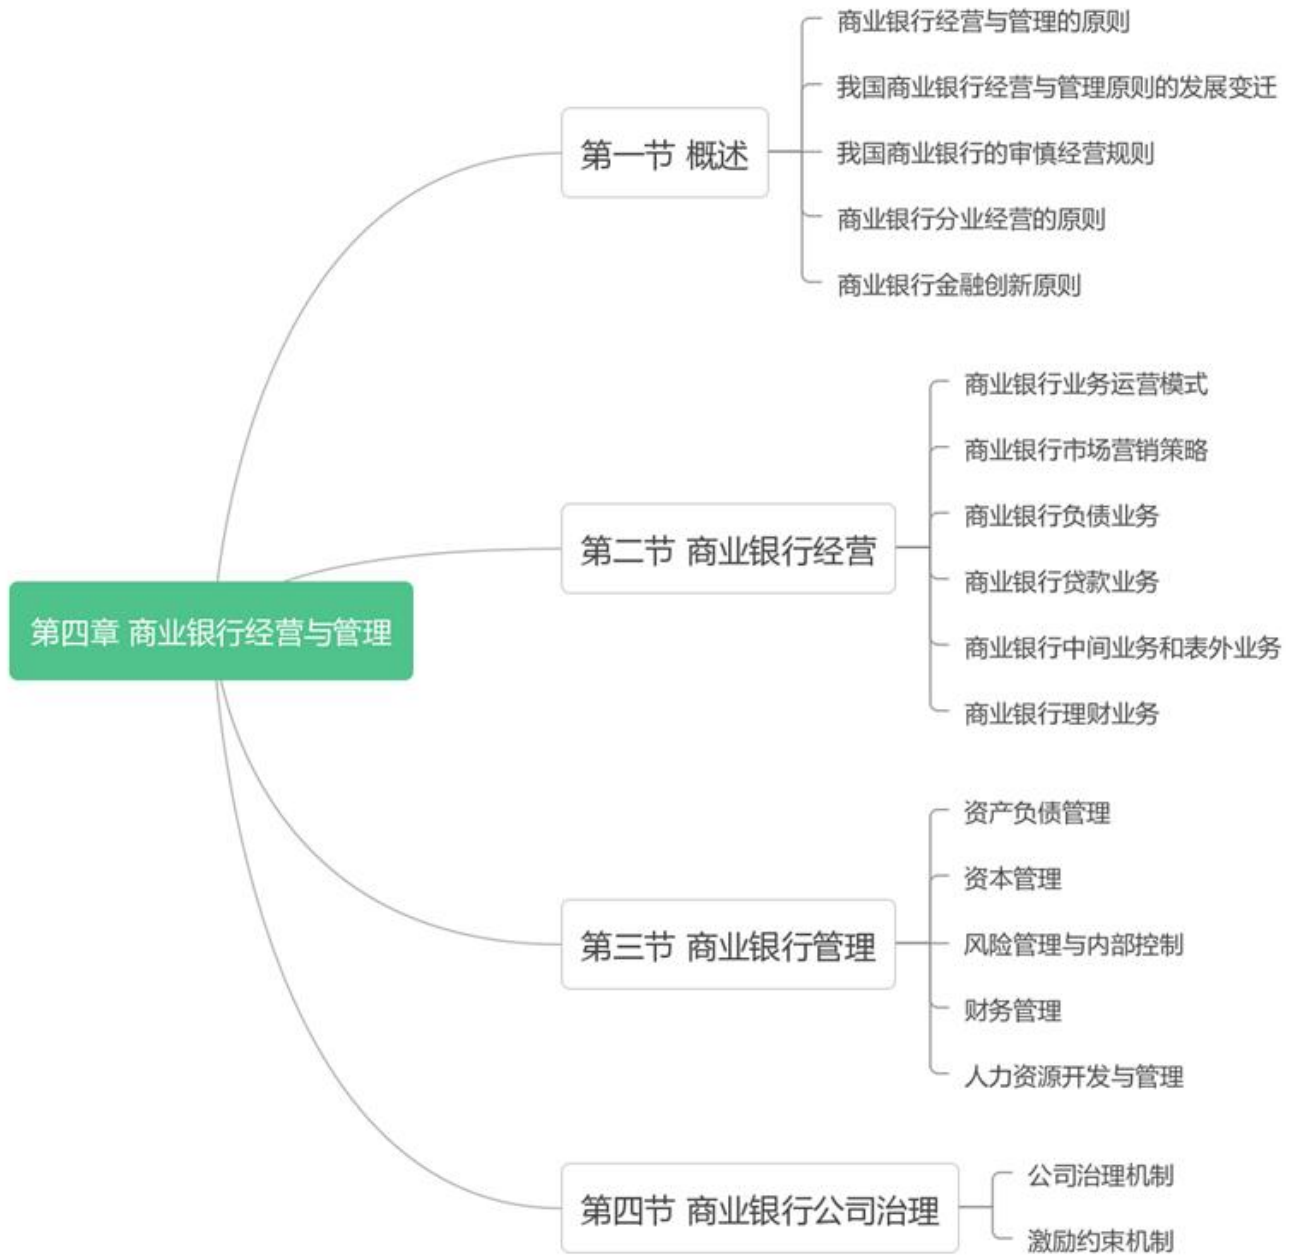 第四章 商业银行经营与管理
第一节 概述
商业银行经营与管理的原则
我国商业银行经营与管理原则的发展变迁
我国商业银行的审慎经营规则
商业银行分业经营的原则
商业银行金融创新原则
第二节 商业银行经营
商业银行业务运营模式
商业银行市场营销策略
商业银行负债业务
商业银行贷款业务
商业银行中间业务和表外业务
商业银行理财业务
第三节 商业银行管理
资产负债管理
资本管理
风险管理与内部控制
财务管理
人力资源开发与管理
第四节 商业银行公司治理
公司治理机制
激励约束机制